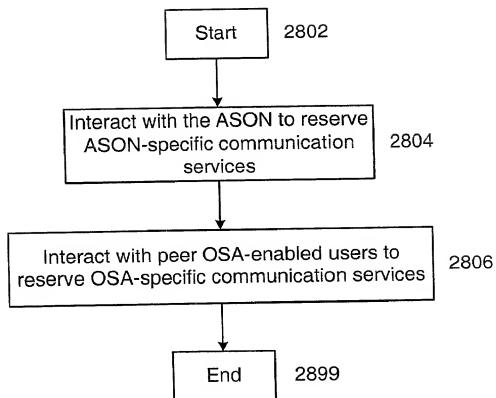 Start 2802
Interact with the ASON to reserve
ASON-specific communication 2804
services
Interact with peer OSA-enabled users to
reserve OSA-specific communication services 2806
End 2899